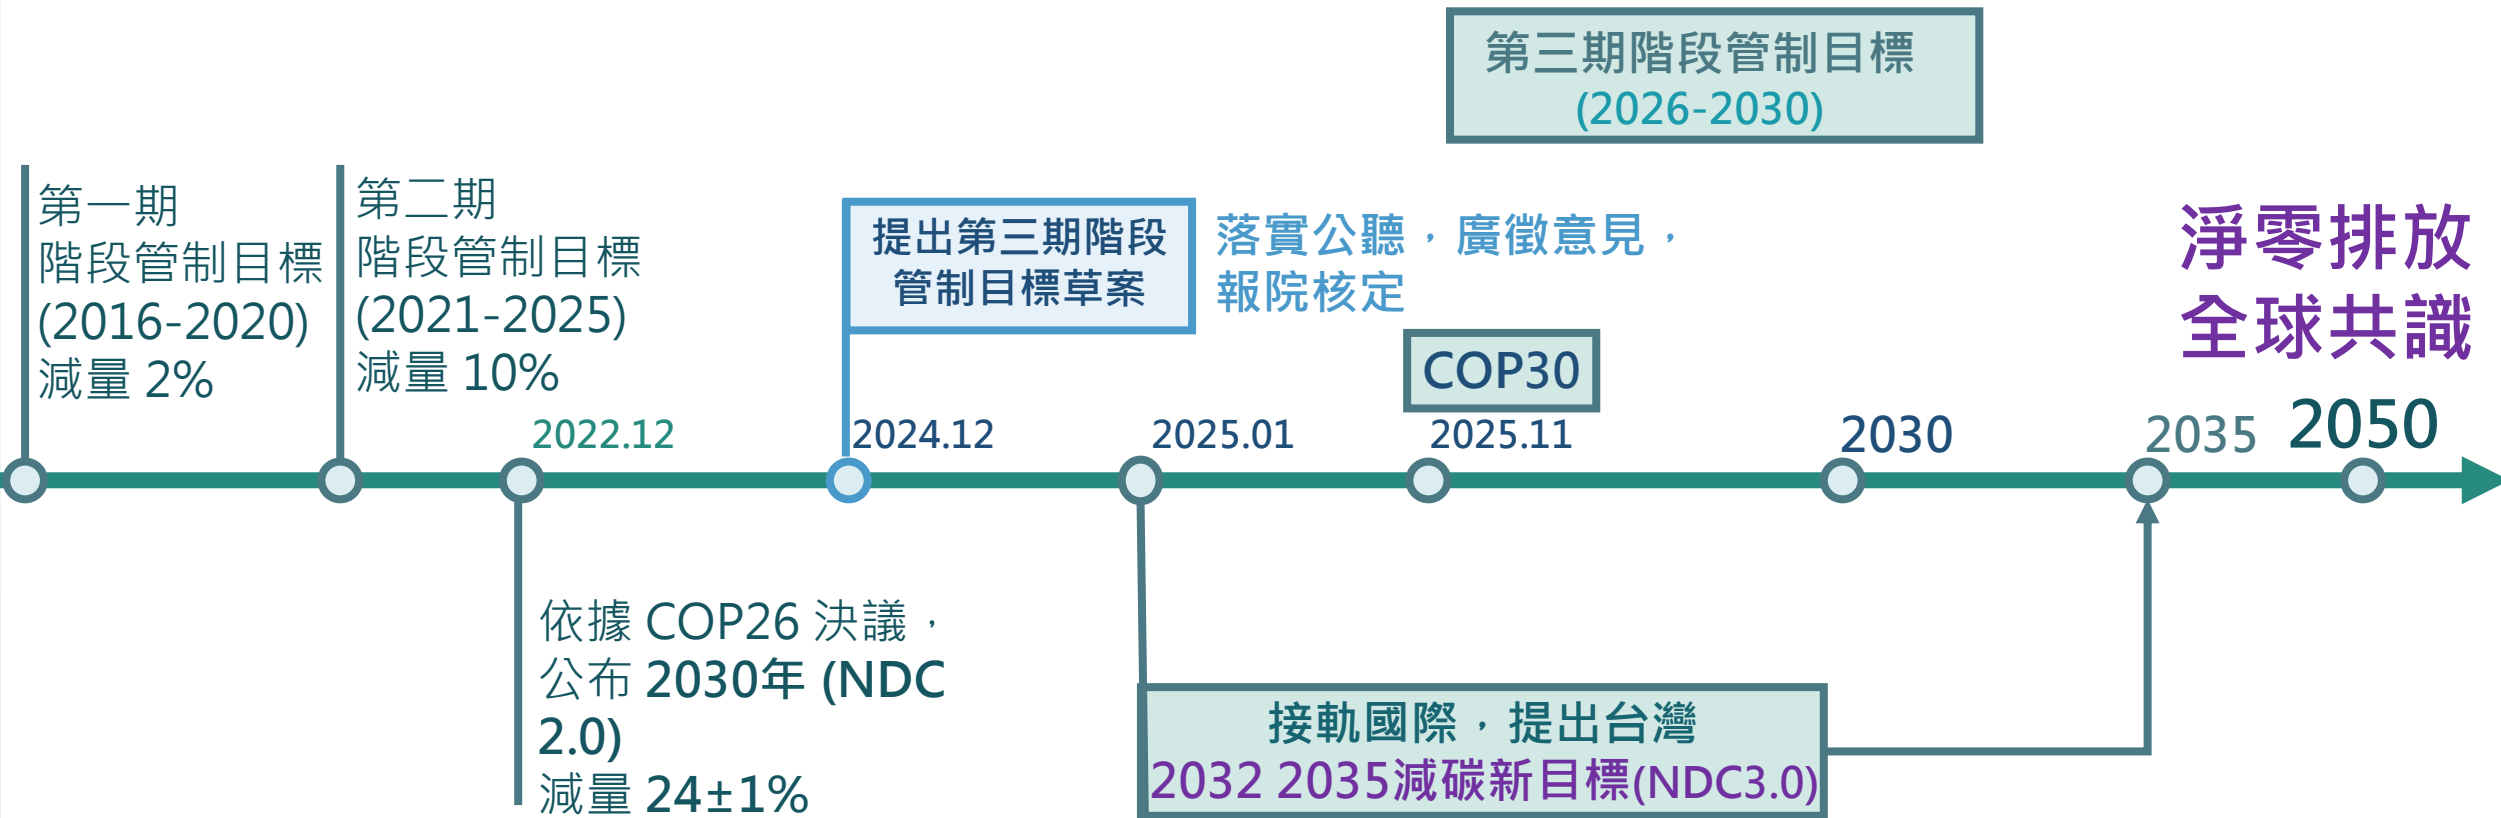 第三期階段管制目標
(2026-2030)
第一期
階段管制目標
(2016-2020)
減量 2%
第二期
階段管制目標
(2021-2025)
減量 10%
提出第三期階段
管制目標草案
落實公聽，廣徵意見，
報院核定
COP30
淨零排放
全球共識
2022.12
2024.12
2025.01
2025.11
2030
2035
2050
依據 COP26 決議，
公布 2030年 (NDC
2.0)
減量 24±1%
接軌國際，提出台灣
2032 2035減碳新目標(NDC3.0)